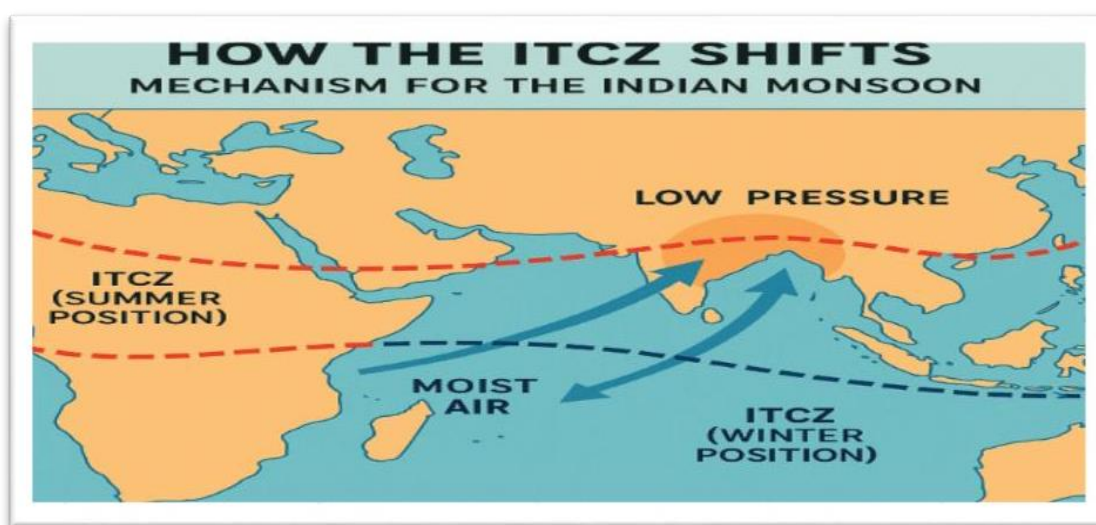 HOW THE ITCZ SHIFTS
MECHANISM FOR THE INDIAN MONSOON
LOW PRESSURE
ITCZ
(SUMMER
POSITION)
MOIST
AIR
ITCZ
(WINTER
POSITION)